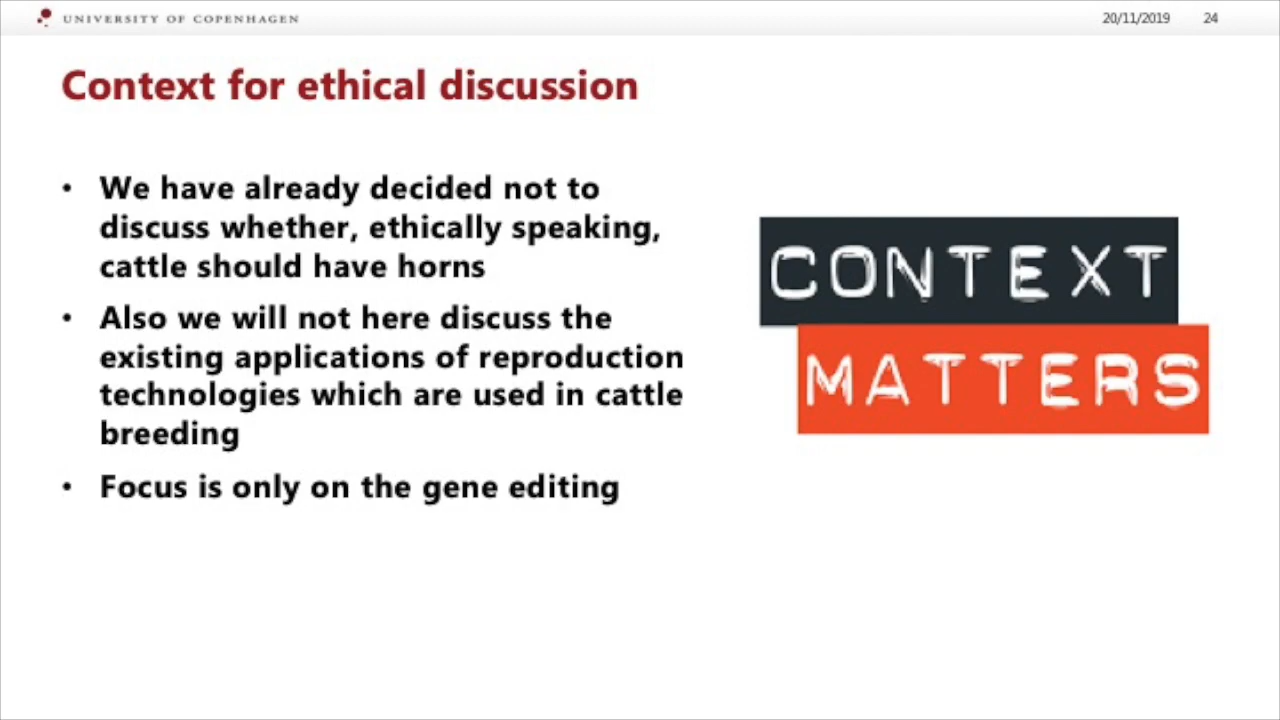 UNIVERSITY OF COPENHAGEN
20/11/2019 24
Context for ethical discussion
• We have already decided not to
discuss whether, ethically speaking,
cattle should have horns
• Also we will not here discuss the
existing applications of reproduction
technologies which are used in cattle
breeding
• Focus is only on the gene editing
CONTEXT
MATTERS